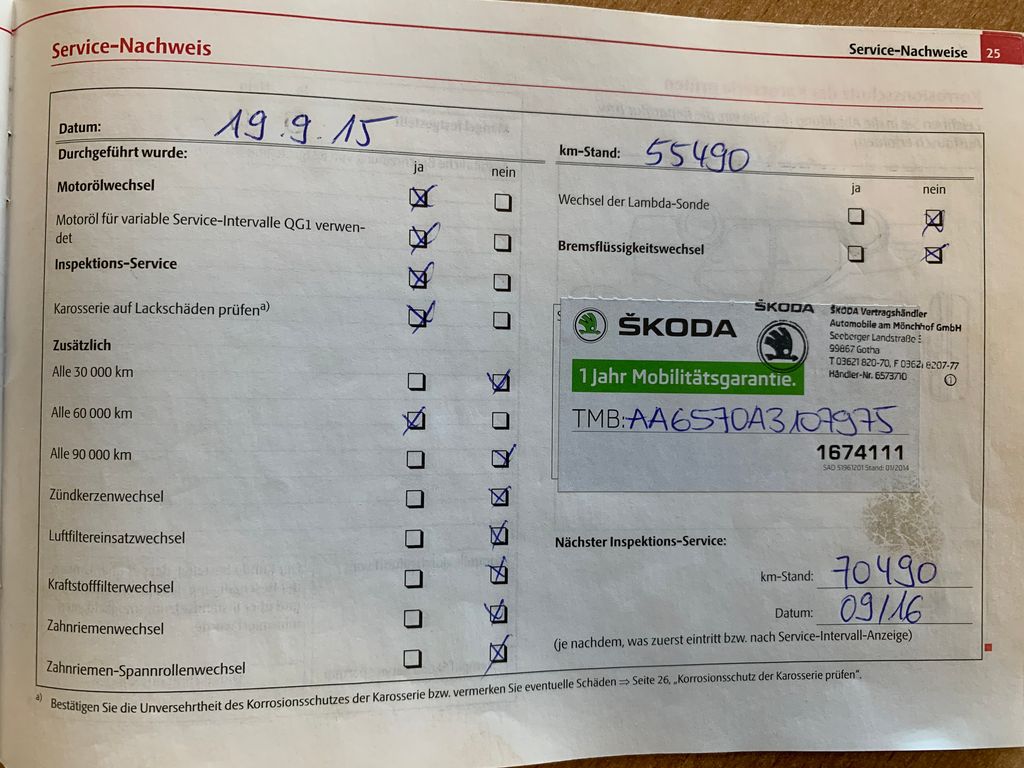 Service-Nachweis
Service-Nachweise 25
Datum: 19.9.15
Durchgeführt wurde:
ja nein
Motorölwechsel
Motoröl für variable Service-Intervalle QG1 verwen-
det
Inspektions-Service
Karosserie auf Lackschäden prüfen a)
Zusätzlich
Alle 30 000 km
Alle 60 000 km
Alle 90 000 km
Zündkerzenwechsel
Luftfiltereinsatzwechsel
Kraftstofffilterwechsel
Zahnriemenwechsel
Zahnriemen-Spannrollenwechsel
km-Stand: 55490
ja nein
Wechsel der Lambda-Sonde
Bremsflüssigkeitswechsel
ŠKODA
ŠKODA
1 Jahr Mobilitätsgarantie.
ŠKODA Vertragshändler
Automobile am Mönchhof GmbH
Seeberger Landstraße
99867 Gotha
T 03621 820-70, F 03621 8207-77
Händler-Nr. 6573710
TMB: AA6570A3107975
1674111
SAD 51961201 Stand: 01/2014
Nächster Inspektions-Service:
km-Stand: 70490
Datum: 09/16
(je nachdem, was zuerst eintritt bzw. nach Service-Intervall-Anzeige)
a) Bestätigen Sie die Unversehrtheit des Korrosionsschutzes der Karosserie bzw. vermerken Sie eventuelle Schäden ⇒ Seite 26, „Korrosionsschutz der Karosserie prüfen“.